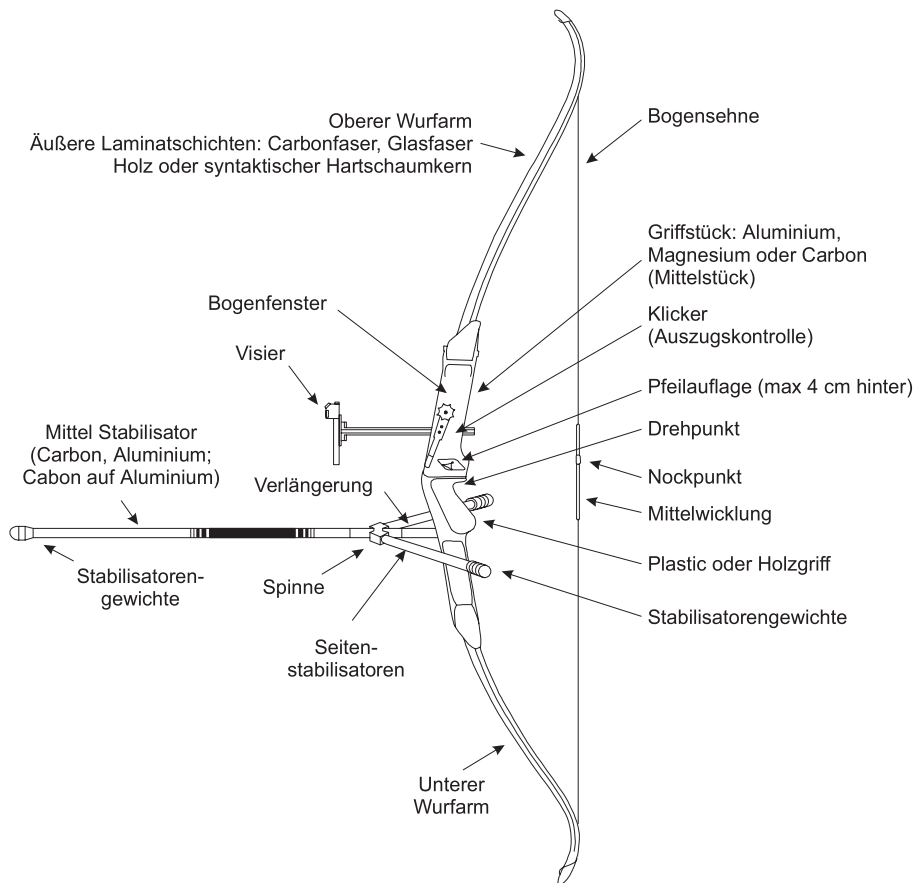 Oberer Wurfarm
Äußere Laminatschichten: Carbonfaser, Glasfaser
Holz oder syntaktischer Hartschaumkern
Bogensehne
Griffstück: Aluminium,
Magnesium oder Carbon
(Mittelstück)
Bogenfenster
Klicker
(Auszugskontrolle)
Visier
Pfeilauflage (max 4 cm hinter)
Mittel Stabilisator
(Carbon, Aluminium;
Cabon auf Aluminium)
Drehpunkt
Verlängerung
Nockpunkt
Mittelwicklung
Stabilisatoren-
gewichte
Spinne
Plastic oder Holzgriff
Stabilisatorengewichte
Seiten-
stabilisatoren
Unterer
Wurfarm